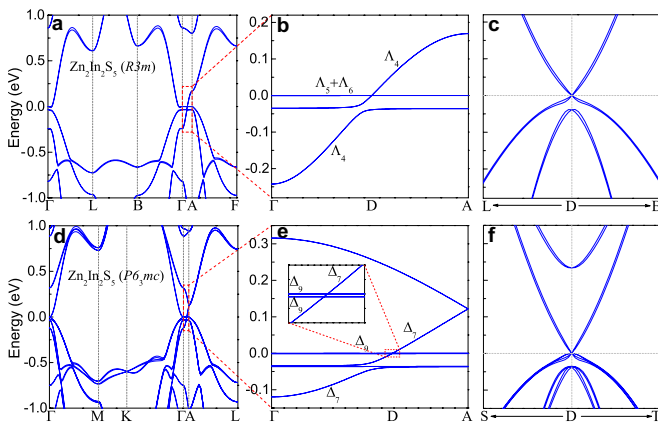 a
Zn2In2S5 (R3m)
Energy (eV)
1.0
0.5
0.0
-0.5
-1.0
Γ L B Γ A F
b
Λ4
Λ5+Λ6
Λ4
0.2
0.1
0.0
-0.1
-0.2
Γ D A
c
L D
d
Zn2In2S5 (P63mc)
Energy (eV)
1.0
0.5
0.0
-0.5
-1.0
Γ M K Γ A L
e
Δ7
Δ9
Δ9
Δ9
Δ7
Δ7
0.3
0.2
0.1
0.0
-0.1
Γ D A
f
S D